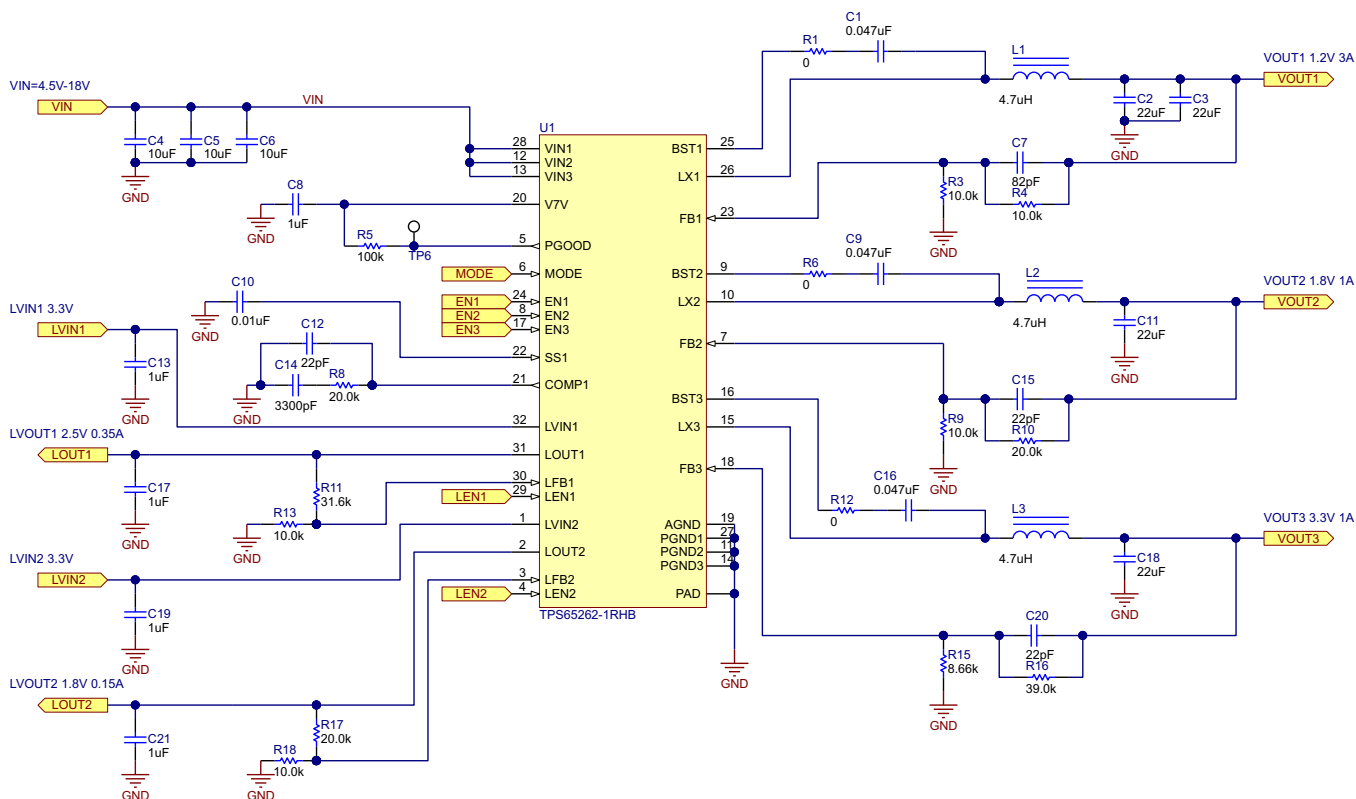 VIN=4.5V-18V
VIN
VIN
C4
10uF
C5
10uF
C6
10uF
GND
C8
1uF
GND
R5
100k
TP6
MODE
EN1
EN2
EN3
C10
0.01uF
GND
C12
22pF
C14
3300pF
R8
20.0k
GND
LVIN1 3.3V
LVIN1
C13
1uF
GND
LVOUT1 2.5V 0.35A
LOUT1
C17
1uF
GND
R11
31.6k
R13
10.0k
GND
LEN1
LVIN2 3.3V
LVIN2
C19
1uF
GND
LEN2
LVOUT2 1.8V 0.15A
LOUT2
C21
1uF
GND
R17
20.0k
R18
10.0k
GND
U1
28 VIN1
12 VIN2
13 VIN3
20 V7V
5 PGOOD
6 MODE
24 EN1
8 EN2
17 EN3
22 SS1
21 COMP1
32 LVIN1
31 LOUT1
30 LFB1
29 LEN1
1 LVIN2
2 LOUT2
3 LFB2
4 LEN2
BST1 25
LX1 26
FB1 23
BST2 9
LX2 10
FB2 7
BST3 16
LX3 15
FB3 18
AGND 19
PGND1 27
PGND2 11
PGND3 14
PAD
TPS65262-1RHB
GND
R1
0
C1
0.047uF
L1
4.7uH
VOUT1 1.2V 3A
VOUT1
C2
22uF
C3
22uF
GND
C7
82pF
R3
10.0k
R4
10.0k
GND
R6
0
C9
0.047uF
L2
4.7uH
VOUT2 1.8V 1A
VOUT2
C11
22uF
GND
C15
22pF
R9
10.0k
R10
20.0k
GND
R12
0
C16
0.047uF
L3
4.7uH
VOUT3 3.3V 1A
VOUT3
C18
22uF
GND
C20
22pF
R15
8.66k
R16
39.0k
GND